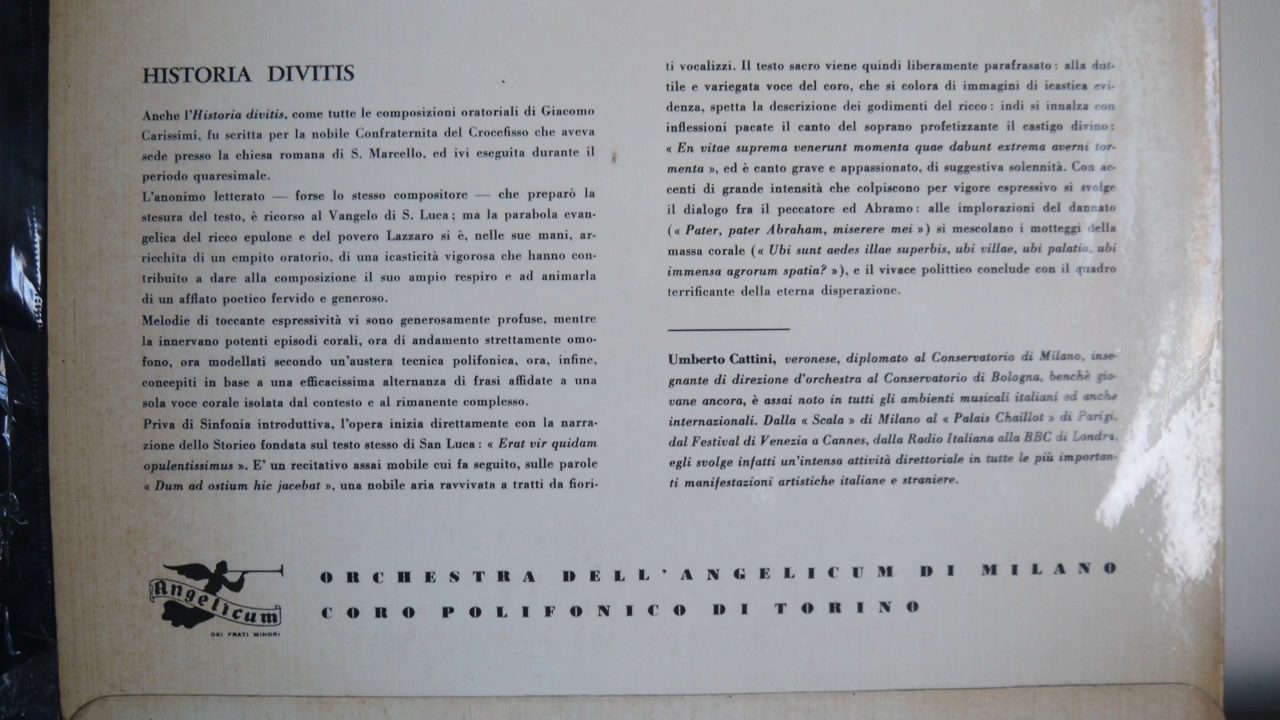 HISTORIA DIVITIS
Anche l'Historia divitis, come tutte le composizioni oratoriali di Giacomo
Carissimi, fu scritta per la nobile Confraternita del Crocefisso che aveva
sede presso la chiesa romana di S. Marcello, ed ivi eseguita durante il
periodo quaresimale.
L'anonimo letterato — forse lo stesso compositore — che preparò la
stesura del testo, è ricorso al Vangelo di S. Luca; ma la parabola evan-
gelica del ricco epulone e del povero Lazzaro si è, nelle sue mani, ar-
ricchita di un empito oratorio, di una icasticità vigorosa che hanno con-
tribuito a dare alla composizione il suo ampio respiro e ad animarla
di un afflato poetico fervido e generoso.
Melodie di toccante espressività vi sono generosamente profuse, mentre
la innervano potenti episodi corali, ora di andamento strettamente omo-
fono, ora modellati secondo un'austera tecnica polifonica, ora, infine,
concepiti in base a una efficacissima alternanza di frasi affidate a una
sola voce corale isolata dal contesto e al rimanente complesso.
Priva di Sinfonia introduttiva, l'opera inizia direttamente con la narra-
zione dello Storico fondata sul testo stesso di San Luca : « Erat vir quidam
opulentissimus ». E' un recitativo assai mobile cui fa seguito, sulle parole
« Dum ad ostium hic jacebat », una nobile aria ravvivata a tratti da fiori-
ti vocalizzi. Il testo sacro viene quindi liberamente parafrasato : alla dut-
tile e variegata voce del coro, che si colora di immagini di icastica evi-
denza, spetta la descrizione dei godimenti del ricco : indi si innalza con
inflessioni pacate il canto del soprano profetizzante il castigo divino :
« En vitae suprema venerunt momenta quae dabunt extrema averni tor-
menta », ed è canto grave e appassionato, di suggestiva solennità. Con ac-
centi di grande intensità che colpiscono per vigore espressivo si svolge
il dialogo fra il peccatore ed Abramo : alle implorazioni del dannato
( « Pater, pater Abraham, miserere mei » ) si mescolano i motteggi della
massa corale ( « Ubi sunt aedes illae superbis, ubi villae, ubi palatia, ubi
immensa agrorum spatia? » ), e il vivace polittico conclude con il quadro
terrificante della eterna disperazione.
Umberto Cattini, veronese, diplomato al Conservatorio di Milano, inse-
gnante di direzione d'orchestra al Conservatorio di Bologna, benchè gio-
vane ancora, è assai noto in tutti gli ambienti musicali italiani ed anche
internazionali. Dalla « Scala » di Milano al « Palais Chaillot » di Parigi,
dal Festival di Venezia a Cannes, dalla Radio Italiana alla BBC di Londra,
egli svolge infatti un'intensa attività direttoriale in tutte le più importan-
ti manifestazioni artistiche italiane e straniere.
Angelicum
DEI FRATI MINORI
ORCHESTRA DELL'ANGELICUM DI MILANO
CORO POLIFONICO DI TORINO